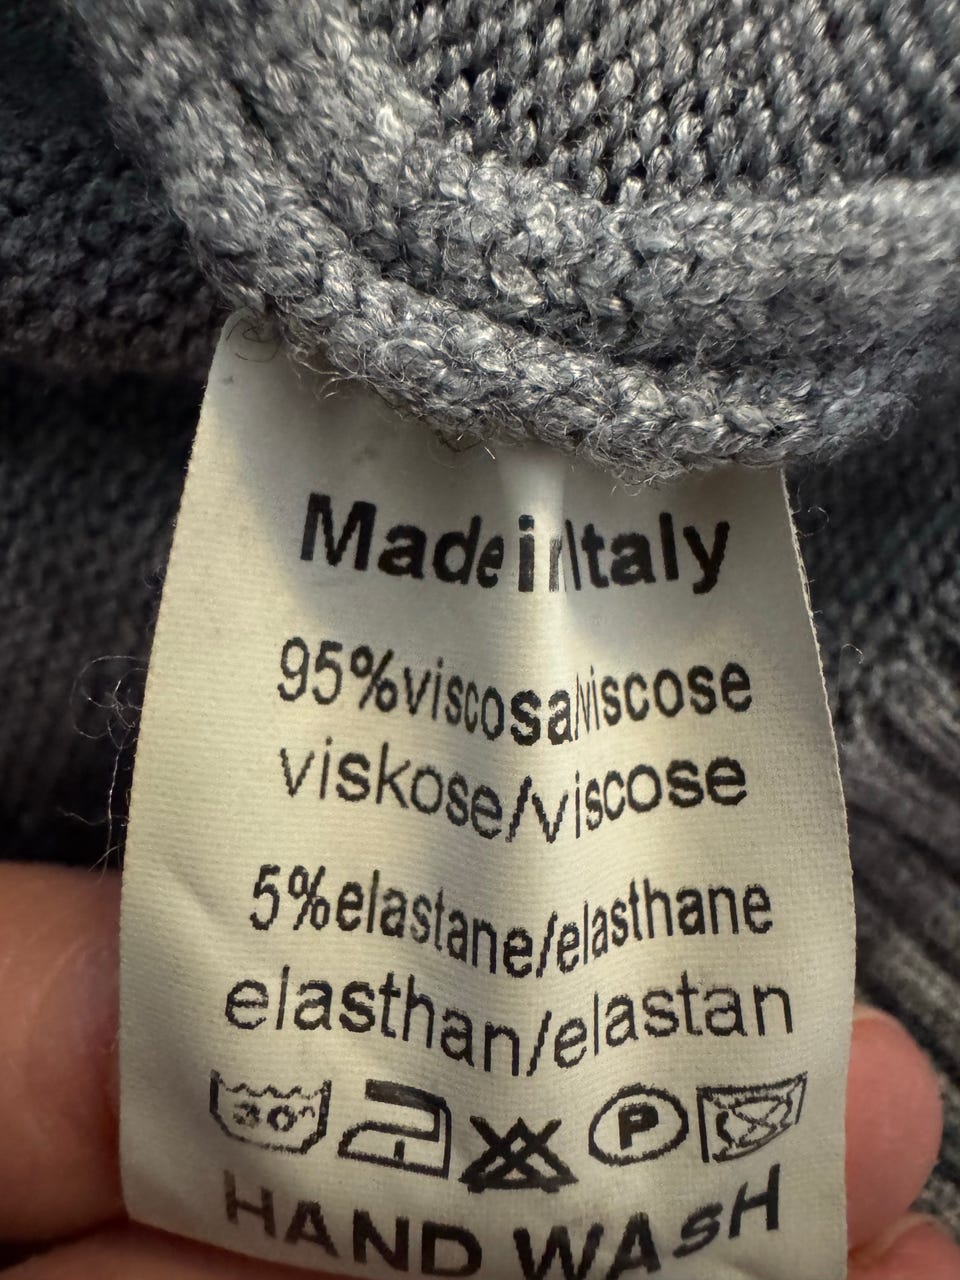 Made in Italy
95%viscosa/viscose
viskose/viscose
5%elastane/elasthane
elasthan/elastan
30°
P
HAND WASH